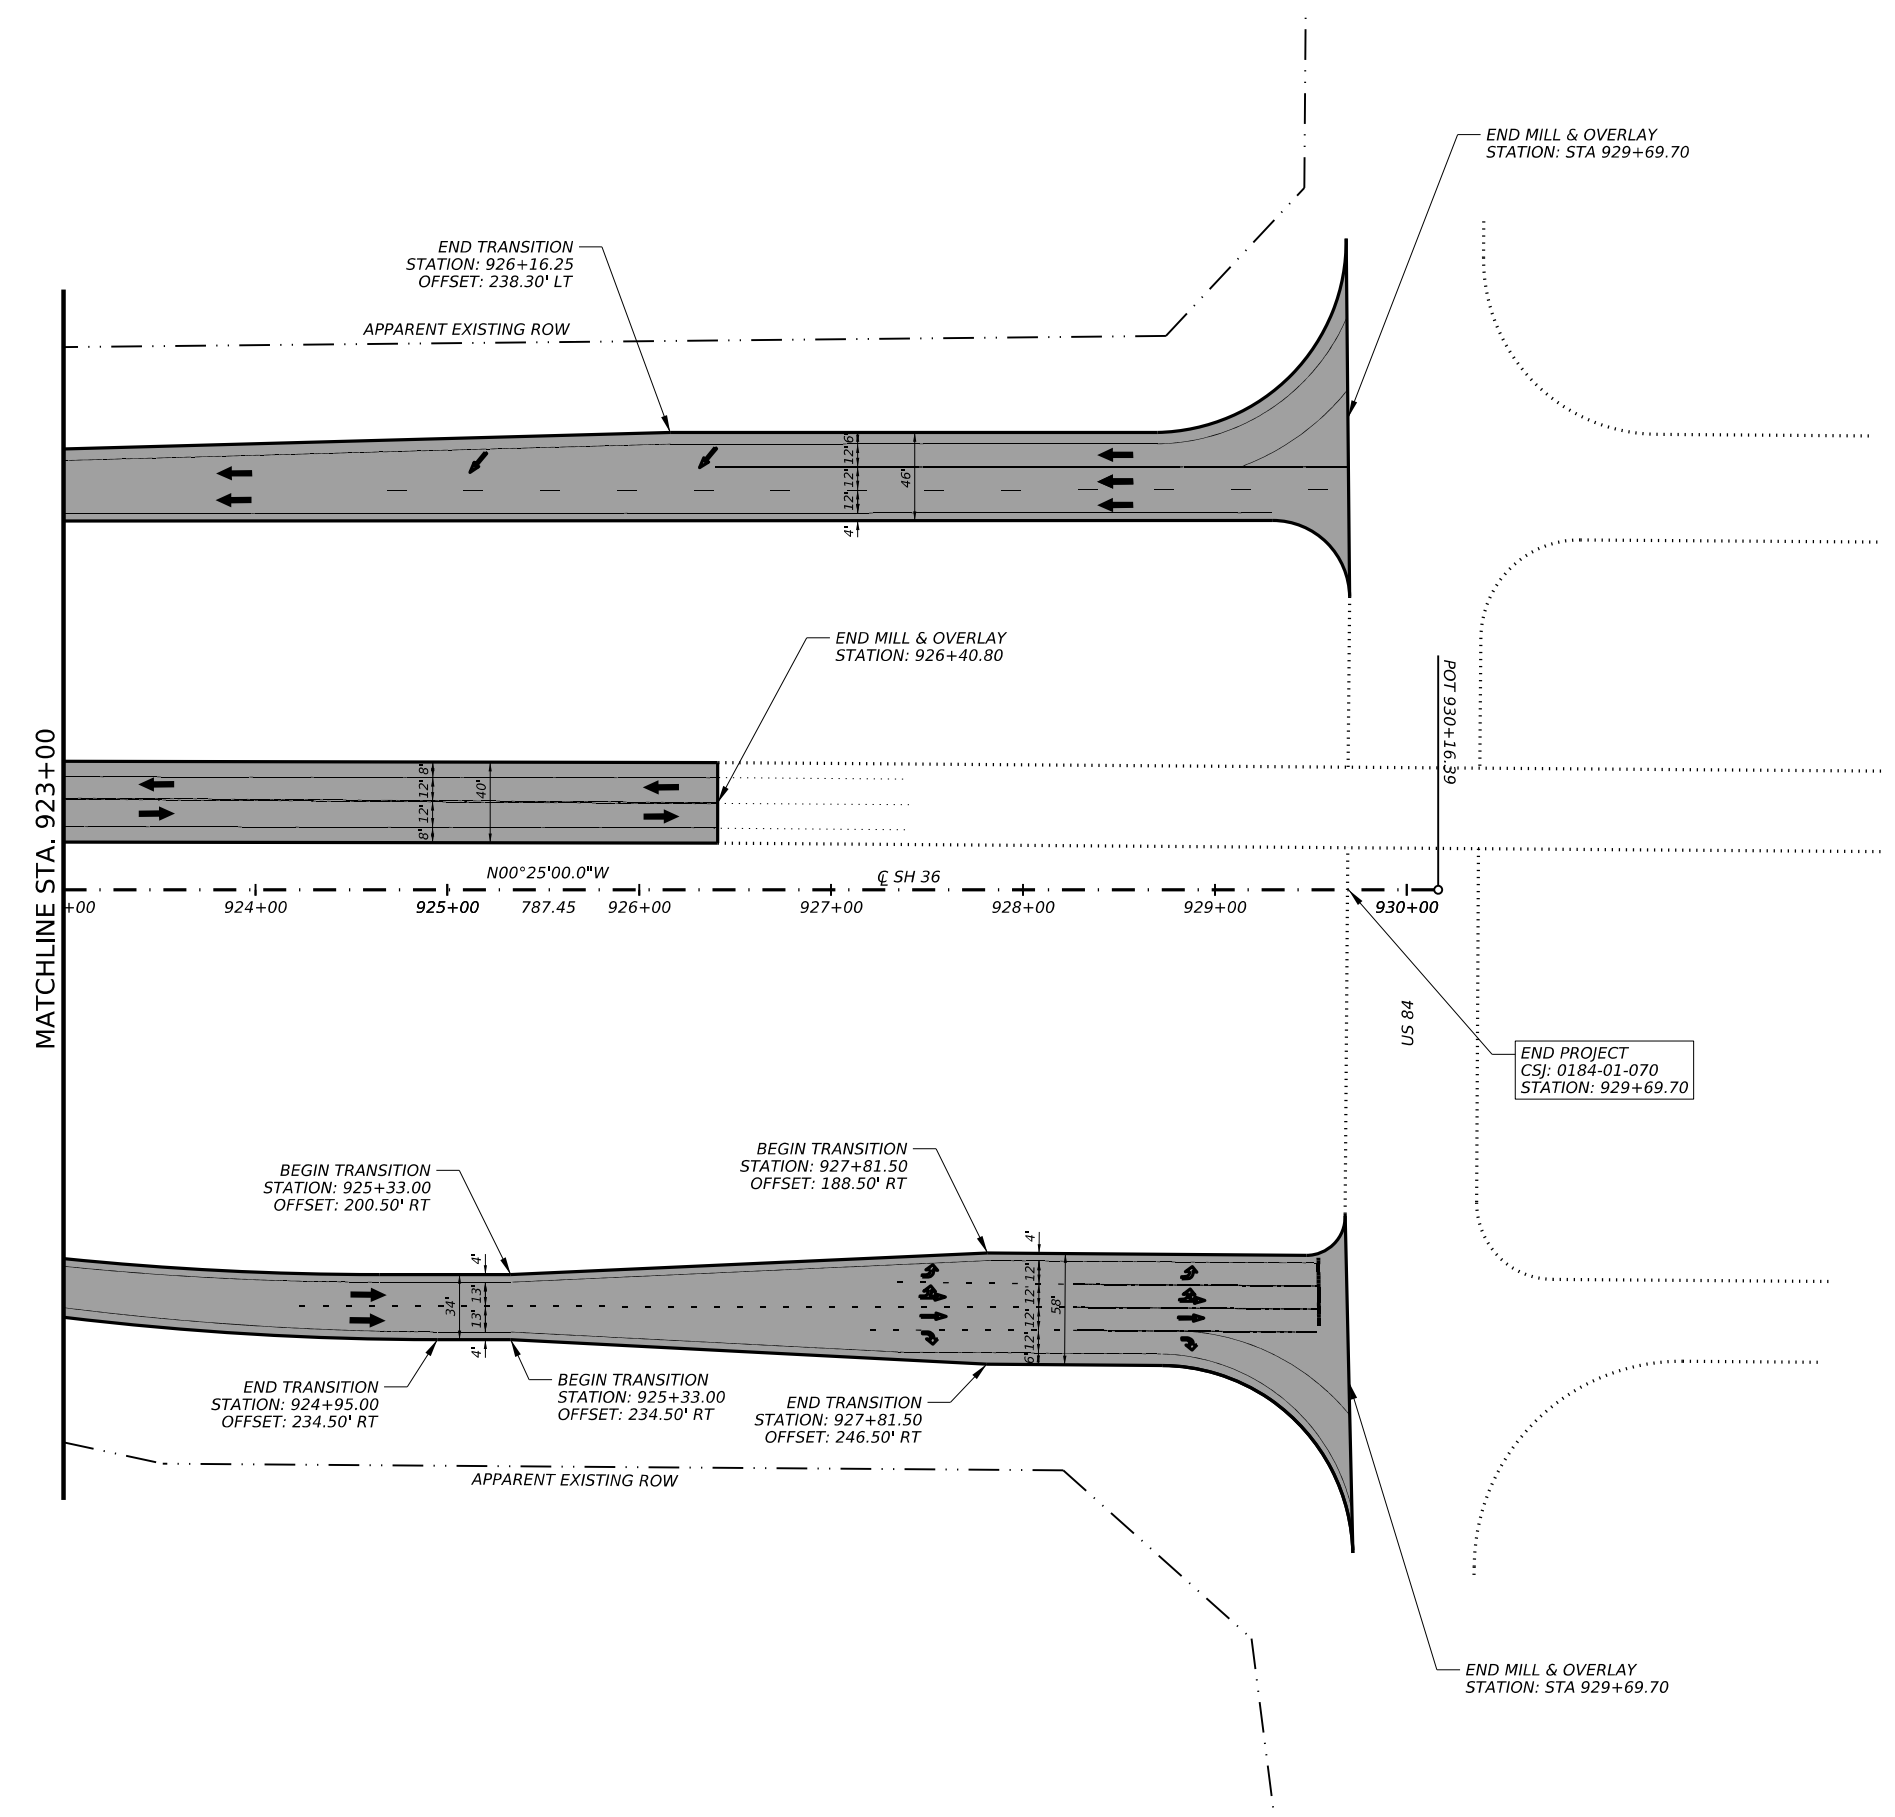 END MILL & OVERLAY
STATION: STA 929+69.70
END TRANSITION
STATION: 926+16.25
OFFSET: 238.30' LT
APPARENT EXISTING ROW
6'
12'
12'
12'
4'
46'
END MILL & OVERLAY
STATION: 926+40.80
POT 930+16.39
MATCHLINE STA. 923+00
8'
12'
12'
8'
40'
N00°25'00.0"W
℄ SH 36
+00
924+00
925+00
787.45
926+00
927+00
928+00
929+00
930+00
US 84
END PROJECT
CSJ: 0184-01-070
STATION: 929+69.70
BEGIN TRANSITION
STATION: 925+33.00
OFFSET: 200.50' RT
BEGIN TRANSITION
STATION: 927+81.50
OFFSET: 188.50' RT
34'
4'
13'
13'
4'
4'
12'
12'
12'
12'
6'
58'
END TRANSITION
STATION: 924+95.00
OFFSET: 234.50' RT
BEGIN TRANSITION
STATION: 925+33.00
OFFSET: 234.50' RT
END TRANSITION
STATION: 927+81.50
OFFSET: 246.50' RT
APPARENT EXISTING ROW
END MILL & OVERLAY
STATION: STA 929+69.70